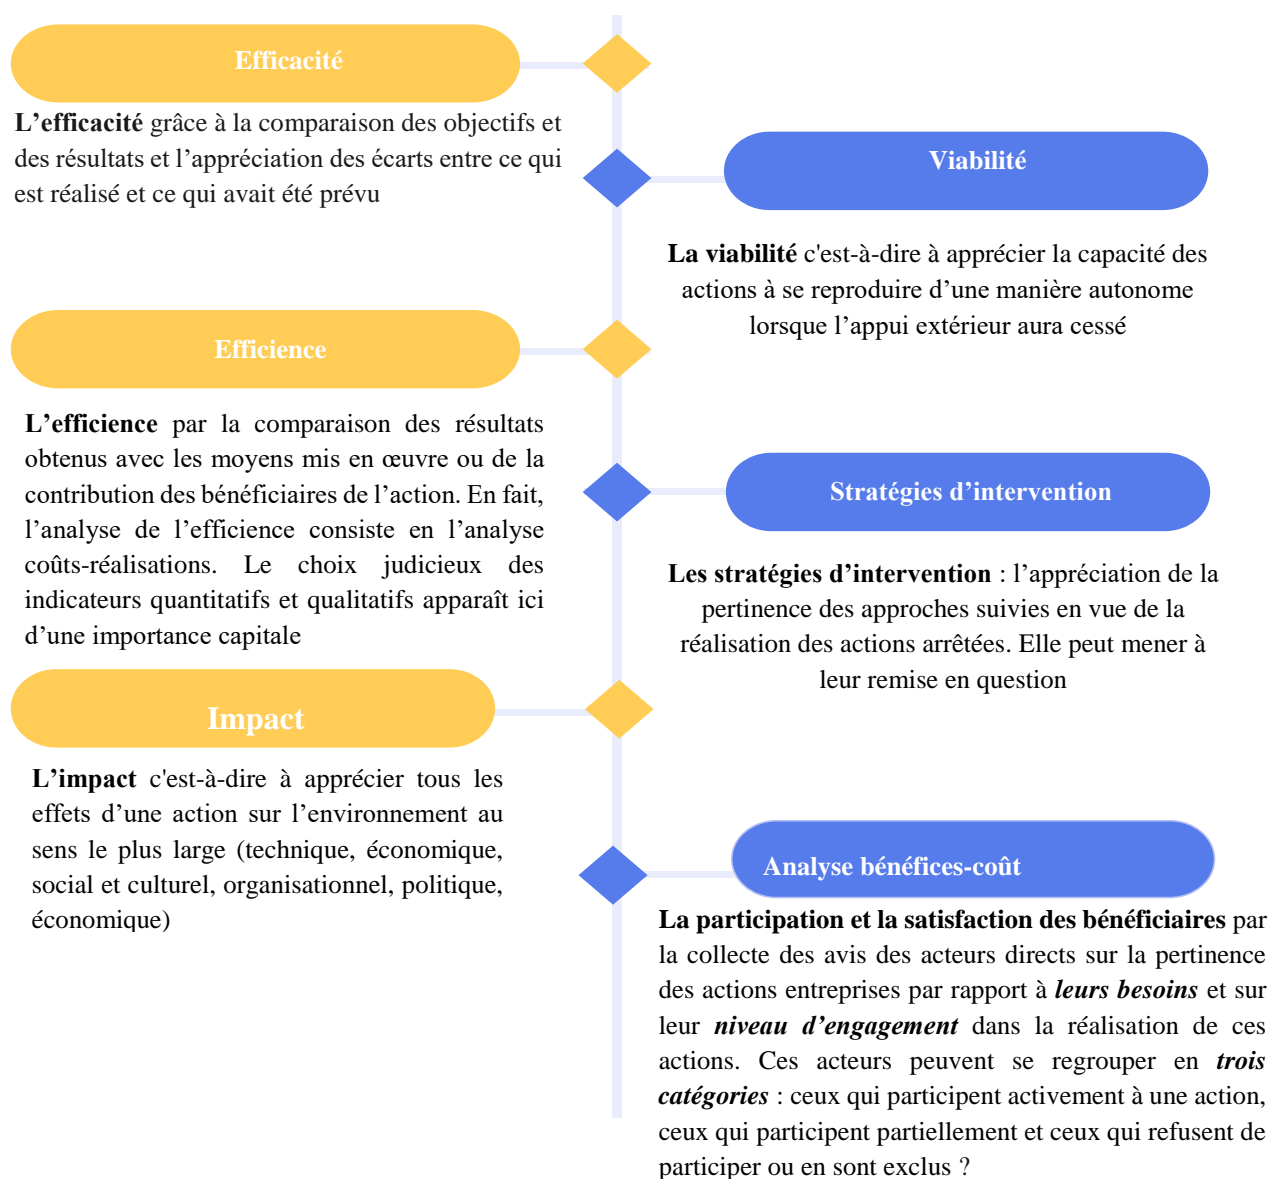 Efficacité
L’efficacité grâce à la comparaison des objectifs et
des résultats et l’appréciation des écarts entre ce qui
est réalisé et ce qui avait été prévu
Viabilité
La viabilité c'est-à-dire à apprécier la capacité des
actions à se reproduire d’une manière autonome
lorsque l’appui extérieur aura cessé
Efficience
L’efficience par la comparaison des résultats
obtenus avec les moyens mis en œuvre ou de la
contribution des bénéficiaires de l’action. En fait,
l’analyse de l’efficience consiste en l’analyse
coûts-réalisations. Le choix judicieux des
indicateurs quantitatifs et qualitatifs apparaît ici
d’une importance capitale
Stratégies d’intervention
Les stratégies d’intervention : l’appréciation de la
pertinence des approches suivies en vue de la
réalisation des actions arrêtées. Elle peut mener à
leur remise en question
Impact
L’impact c'est-à-dire à apprécier tous les
effets d’une action sur l’environnement au
sens le plus large (technique, économique,
social et culturel, organisationnel, politique,
économique)
Analyse bénéfices-coût
La participation et la satisfaction des bénéficiaires par
la collecte des avis des acteurs directs sur la pertinence
des actions entreprises par rapport à leurs besoins et sur
leur niveau d’engagement dans la réalisation de ces
actions. Ces acteurs peuvent se regrouper en trois
catégories : ceux qui participent activement à une action,
ceux qui participent partiellement et ceux qui refusent de
participer ou en sont exclus ?